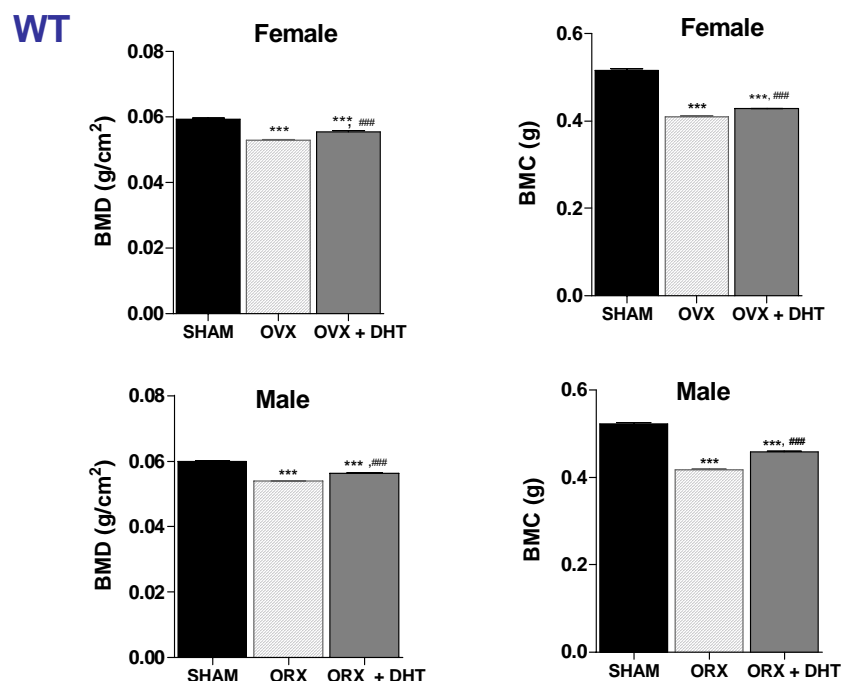 WT
Female
BMD (g/cm²)
0.08
0.06
0.04
0.02
0.00
***
***, ###
SHAM OVX OVX + DHT
Female
BMC (g)
0.6
0.4
0.2
0.0
***
***, ###
SHAM OVX OVX + DHT
Male
BMD (g/cm²)
0.08
0.06
0.04
0.02
0.00
***
*** ,###
SHAM ORX ORX + DHT
Male
BMC (g)
0.6
0.4
0.2
0.0
***
***, ###
SHAM ORX ORX + DHT